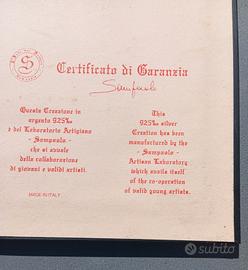 S
Certificato di Garanzia
Sampaolo
Questa Creazione in
argento 925‰
è del Laboratorio Artigiano
- Sampaolo -
che si avvale
della collaborazione
di giovani e validi artisti.
MADE IN ITALY
This
925‰ silver
Creation has been
manufactured by the
- Sampaolo -
Artisan Laboratory
which avails itself
of the co-operation
of valid young artists.
subito